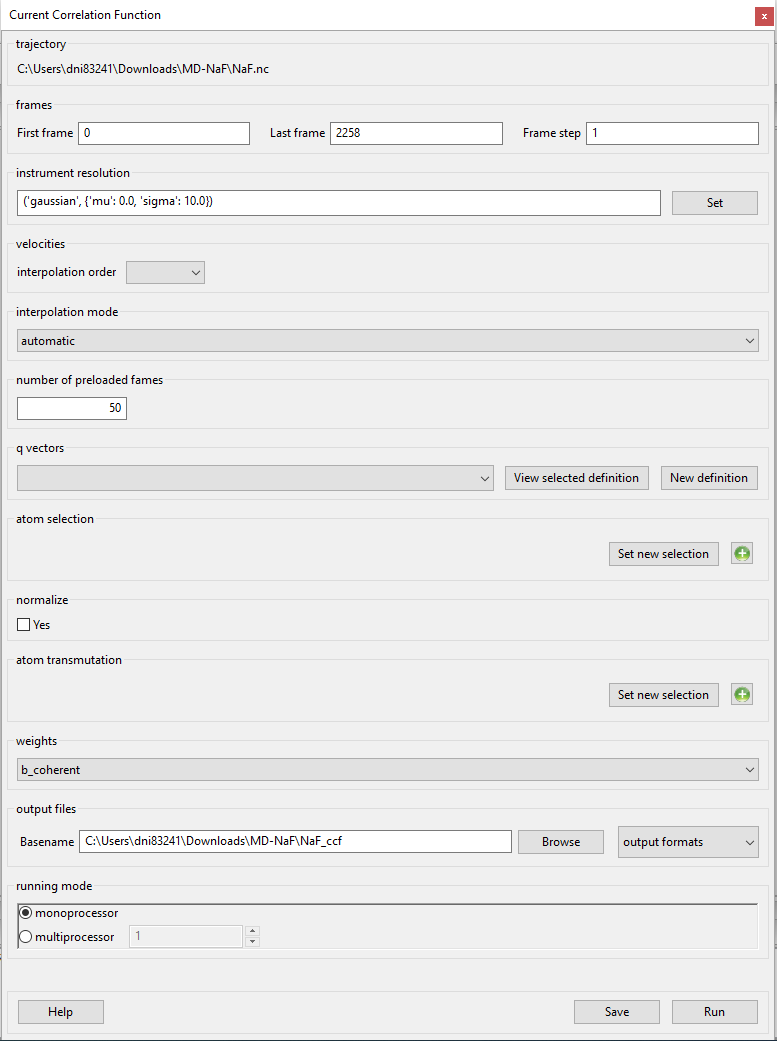 Current Correlation Function
x
trajectory
C:\Users\dni83241\Downloads\MD-NaF\NaF.nc
frames
First frame 0 Last frame 2258 Frame step 1
instrument resolution
('gaussian', {'mu': 0.0, 'sigma': 10.0}) Set
velocities
interpolation order
interpolation mode
automatic
number of preloaded fames
50
q vectors
View selected definition New definition
atom selection
Set new selection
normalize
Yes
atom transmutation
Set new selection
weights
b_coherent
output files
Basename C:\Users\dni83241\Downloads\MD-NaF\NaF_ccf Browse output formats
running mode
monoprocessor
multiprocessor 1
Help Save Run